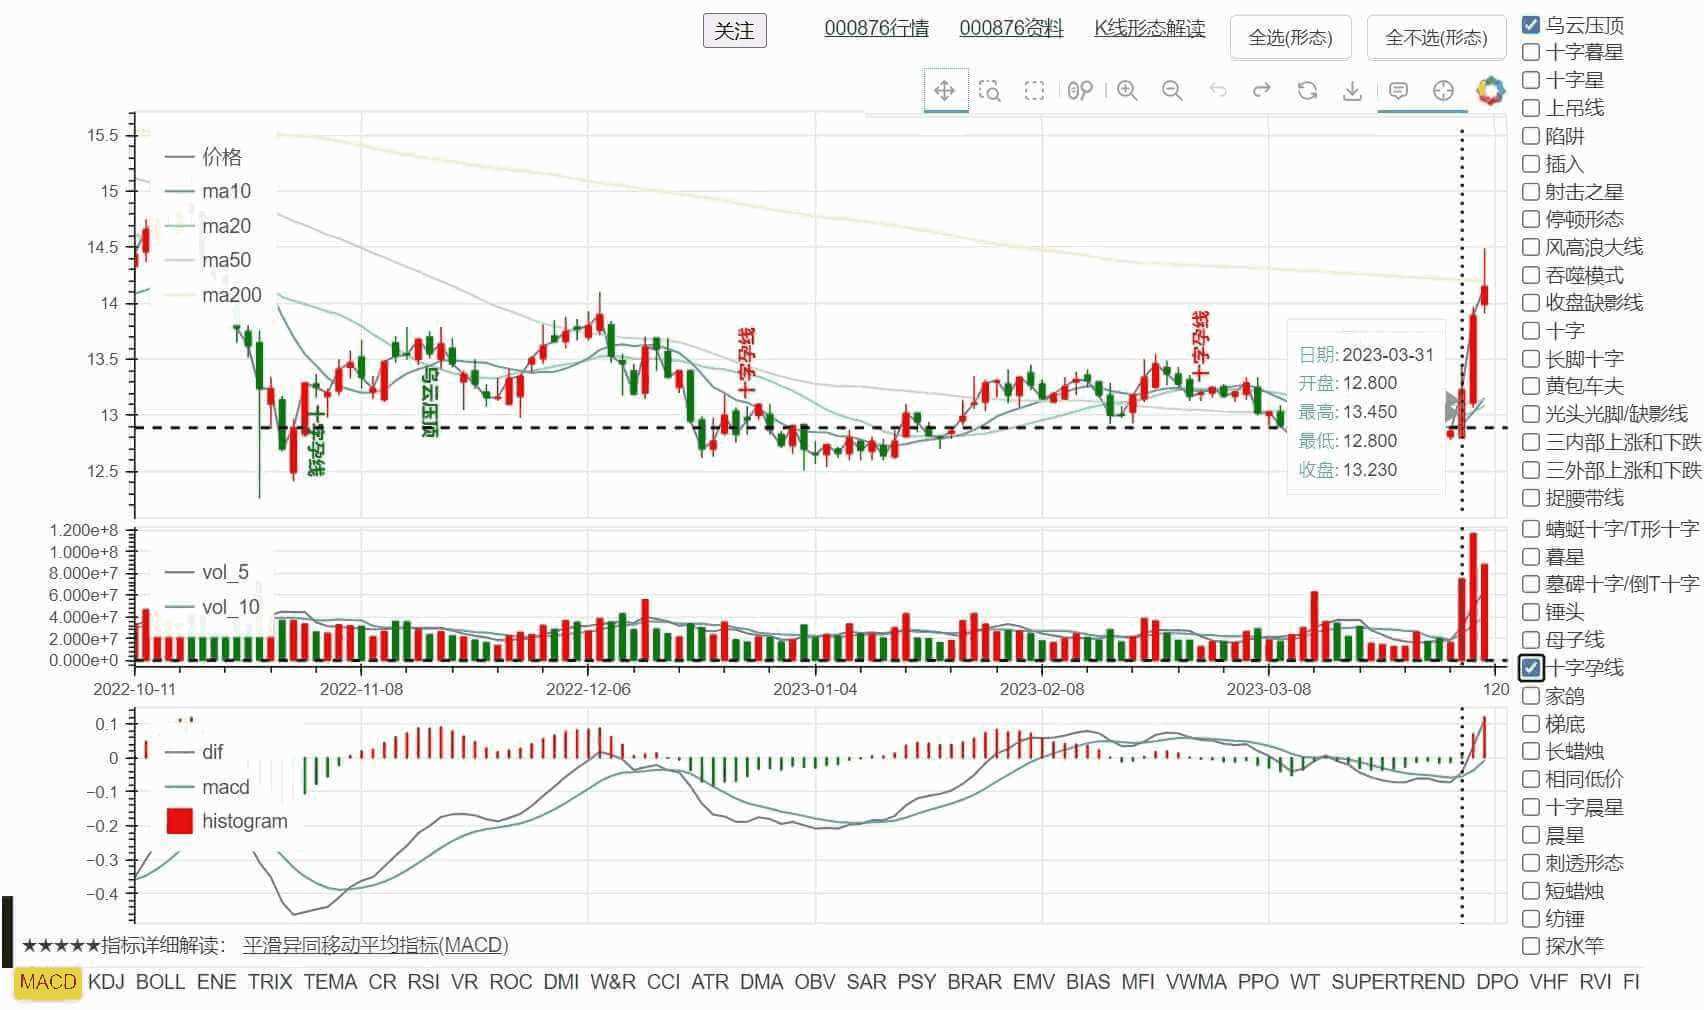 关注 000876行情 000876资料 K线形态解读 全选(形态) 全不选(形态)
乌云压顶
十字暮星
十字星
上吊线
陷阱
插入
射击之星
停顿形态
风高浪大线
吞噬模式
收盘缺影线
十字
长脚十字
黄包车夫
光头光脚/缺影线
三内部上涨和下跌
三外部上涨和下跌
捉腰带线
蜻蜓十字/T形十字
暮星
墓碑十字/倒T十字
锤头
母子线
十字孕线
家鸽
梯底
长蜡烛
相同低价
十字晨星
晨星
刺透形态
短蜡烛
纺锤
探水竿
15.5
15
14.5
14
13.5
13
12.5
价格
ma10
ma20
ma50
ma200
十字孕线
乌云压顶
十字孕线
十字孕线
日期: 2023-03-31
开盘: 12.800
最高: 13.450
最低: 12.800
收盘: 13.230
1.200e+8
1.000e+8
8.000e+7
6.000e+7
4.000e+7
2.000e+7
0.000e+0
vol_5
vol_10
2022-10-11 2022-11-08 2022-12-06 2023-01-04 2023-02-08 2023-03-08 120
0.1
0
−0.1
−0.2
−0.3
−0.4
dif
macd
histogram
★★★★★指标详细解读： 平滑异同移动平均指标(MACD)
MACD KDJ BOLL ENE TRIX TEMA CR RSI VR ROC DMI W&R CCI ATR DMA OBV SAR PSY BRAR EMV BIAS MFI VWMA PPO WT SUPERTREND DPO VHF RVI FI